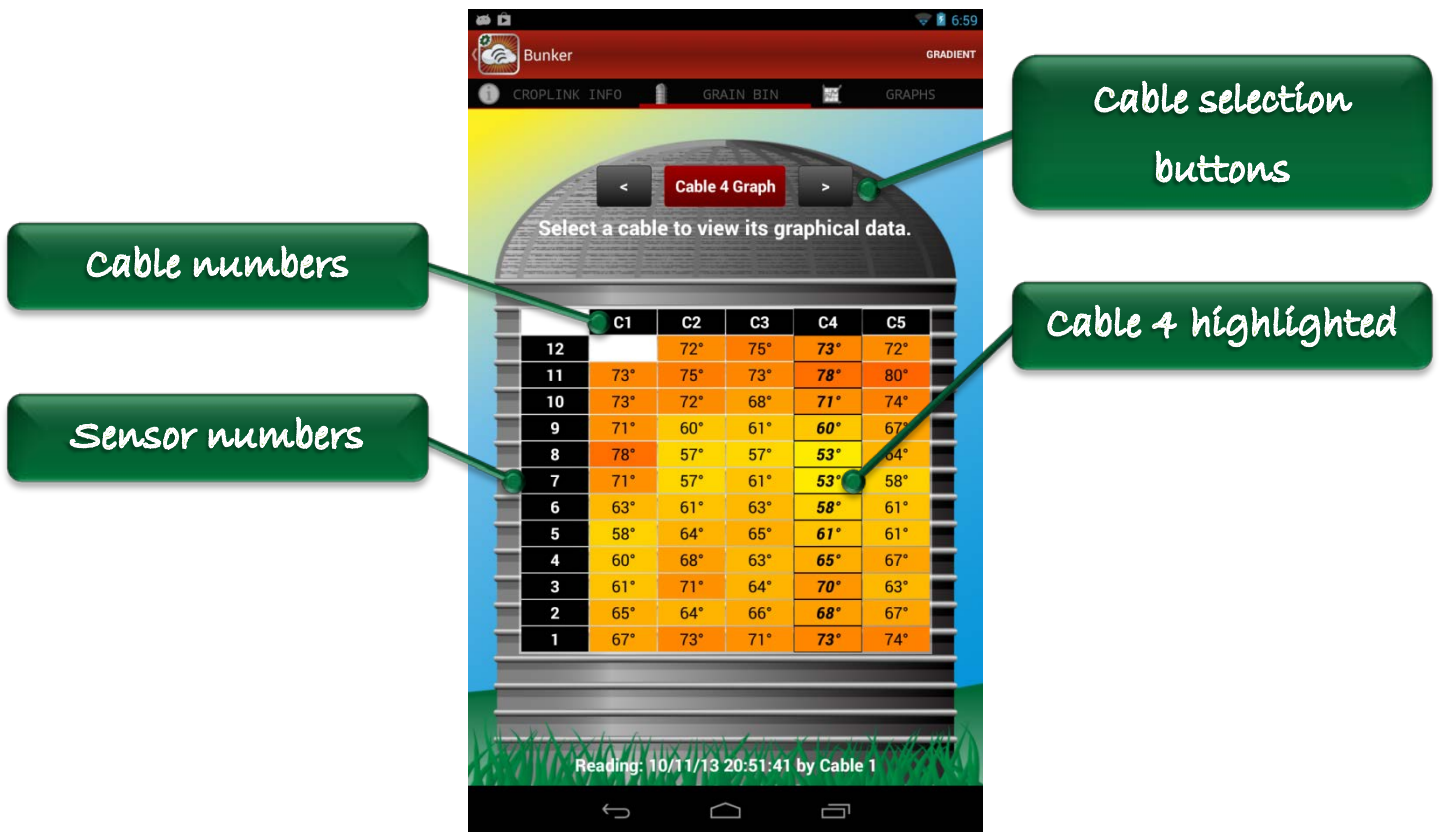 6:59
Bunker
GRADIENT
CROPLINK INFO GRAIN BIN GRAPHS
Cable selection
buttons
< Cable 4 Graph >
Select a cable to view its graphical data.
Cable numbers
Cable 4 highlighted
Sensor numbers
C1 C2 C3 C4 C5
12 72° 75° 73° 72°
11 73° 75° 73° 78° 80°
10 73° 72° 68° 71° 74°
9 71° 60° 61° 60° 67°
8 78° 57° 57° 53° 64°
7 71° 57° 61° 53° 58°
6 63° 61° 63° 58° 61°
5 58° 64° 65° 61° 61°
4 60° 68° 63° 65° 67°
3 61° 71° 64° 70° 63°
2 65° 64° 66° 68° 67°
1 67° 73° 71° 73° 74°
Reading: 10/11/13 20:51:41 by Cable 1